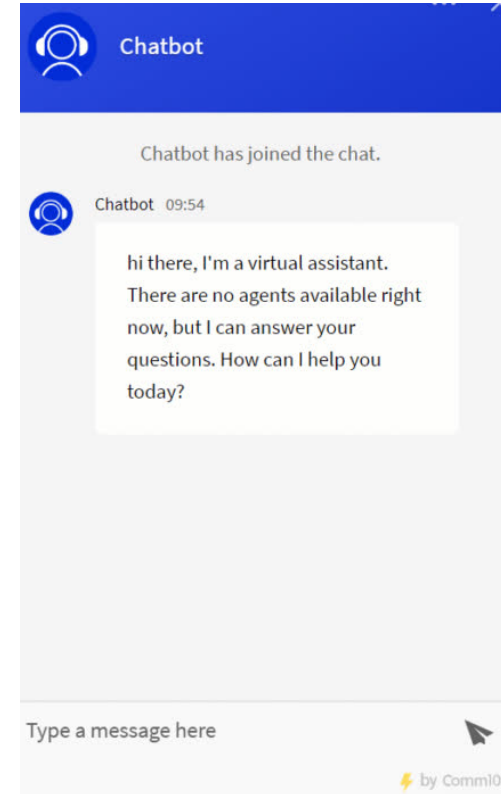 Chatbot
Chatbot has joined the chat.
Chatbot 09:54
hi there, I'm a virtual assistant.
There are no agents available right
now, but I can answer your
questions. How can I help you
today?
Type a message here
by Comm10